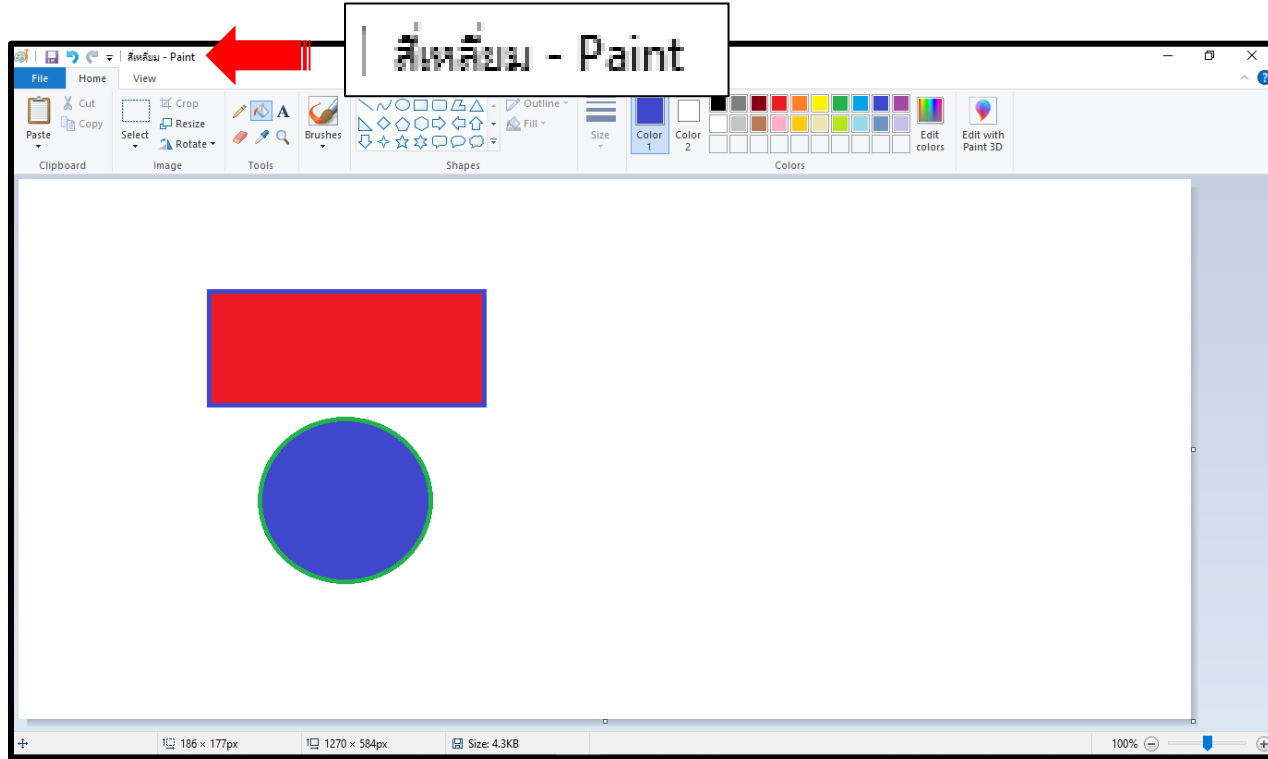 สี่เหลี่ยม - Paint
สี่เหลี่ยม - Paint
File Home View
Paste
Cut
Copy
Clipboard
Select
Crop
Resize
Rotate
Image
A
Tools
Brushes
Outline
Fill
Shapes
Size
Color 1
Color 2
Edit colors
Colors
Edit with Paint 3D
186 × 177px
1270 × 584px
Size: 4.3KB
100%